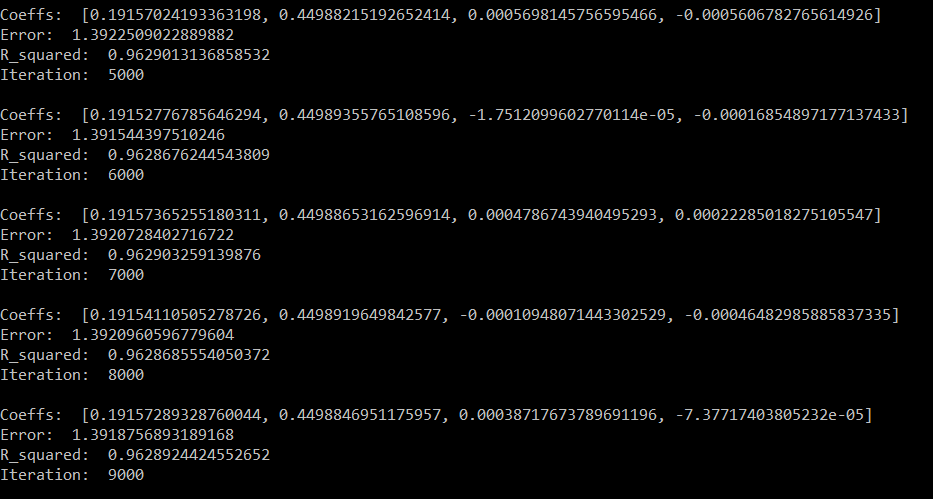 Coeffs:  [0.19157024193363198, 0.44988215192652414, 0.0005698145756595466, -0.0005606782765614926]
Error:  1.3922509022889882
R_squared:  0.9629013136858532
Iteration:  5000
Coeffs:  [0.19152776785646294, 0.44989355765108596, -1.7512099602770114e-05, -0.00016854897177137433]
Error:  1.391544397510246
R_squared:  0.9628676244543809
Iteration:  6000
Coeffs:  [0.19157365255180311, 0.44988653162596914, 0.0004786743940495293, 0.00022285018275105547]
Error:  1.3920728402716722
R_squared:  0.962903259139876
Iteration:  7000
Coeffs:  [0.19154110505278726, 0.4498919649842577, -0.00010948071443302529, -0.00046482985885837335]
Error:  1.3920960596779604
R_squared:  0.9628685554050372
Iteration:  8000
Coeffs:  [0.19157289328760044, 0.4498846951175957, 0.00038717673789691196, -7.37717403805232e-05]
Error:  1.3918756893189168
R_squared:  0.9628924424552652
Iteration:  9000